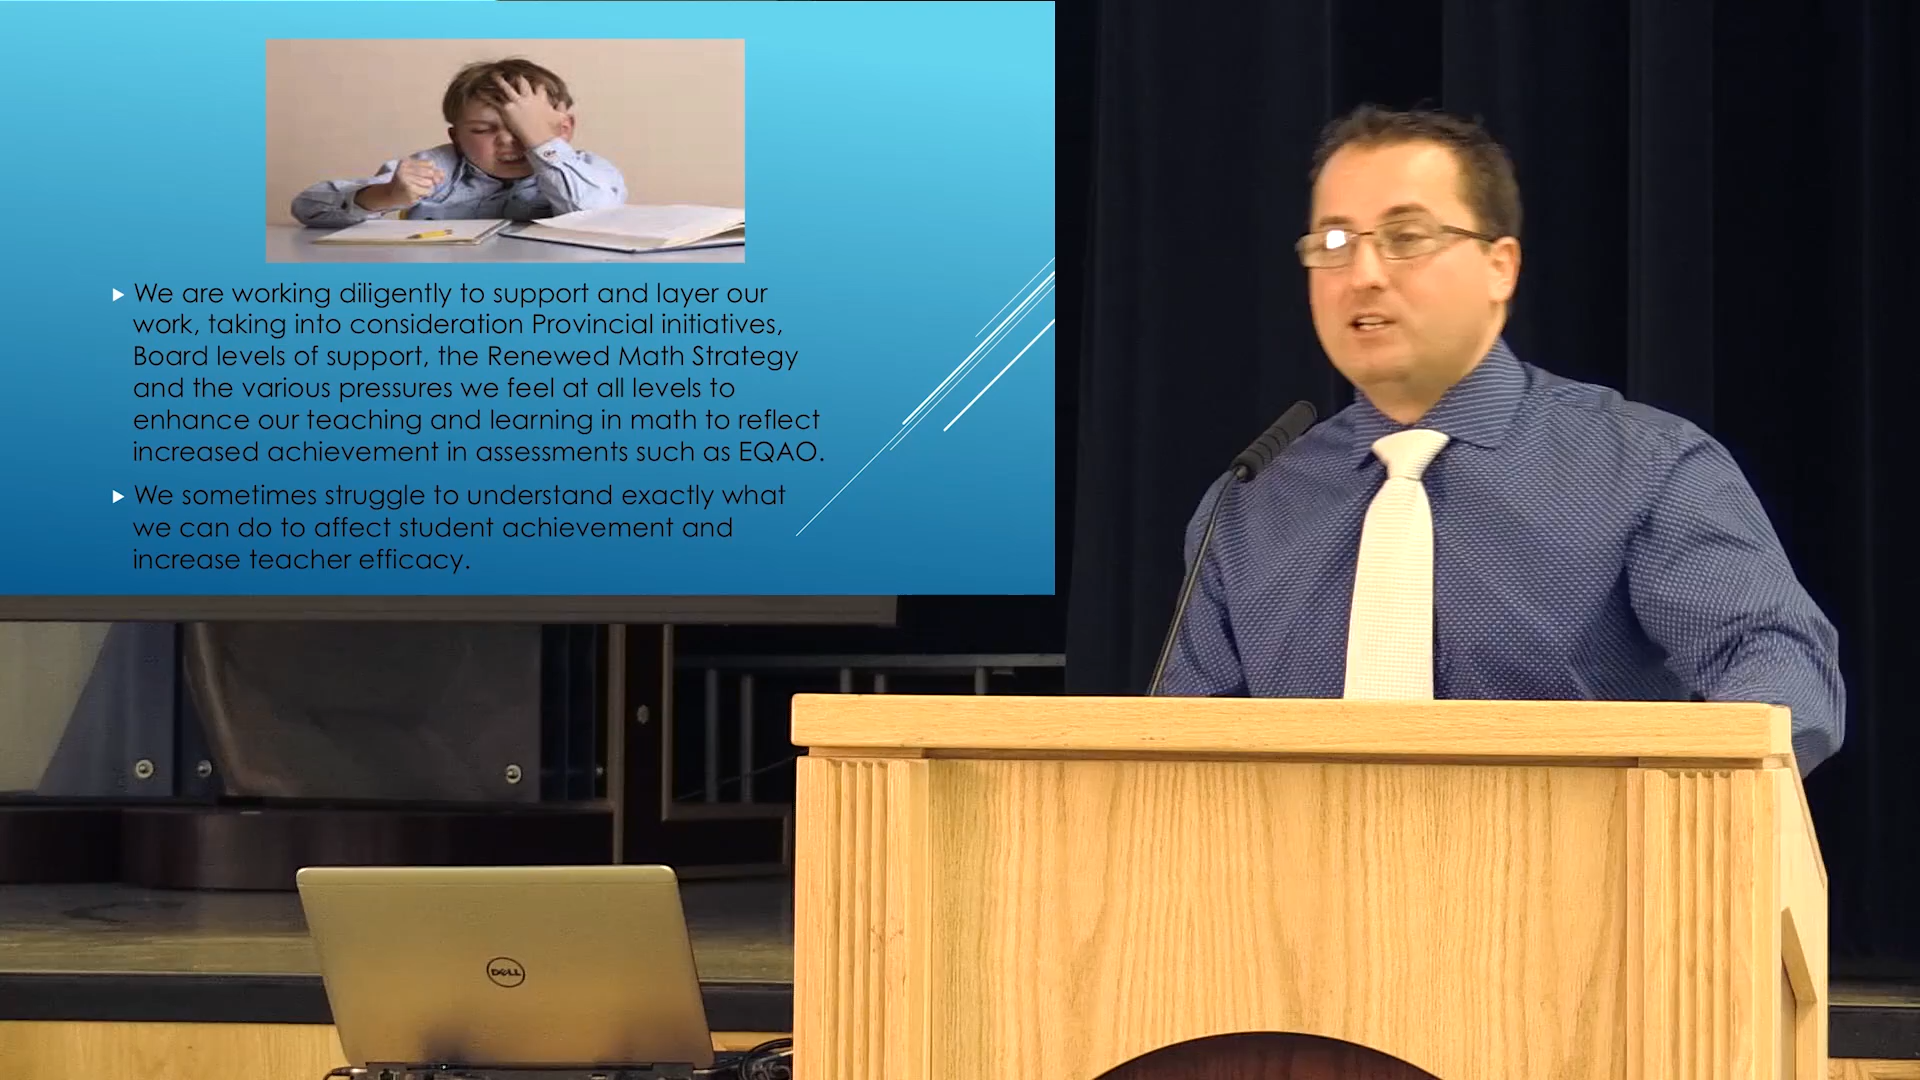 We are working diligently to support and layer our
work, taking into consideration Provincial initiatives,
Board levels of support, the Renewed Math Strategy
and the various pressures we feel at all levels to
enhance our teaching and learning in math to reflect
increased achievement in assessments such as EQAO.
We sometimes struggle to understand exactly what
we can do to affect student achievement and
increase teacher efficacy.
DELL